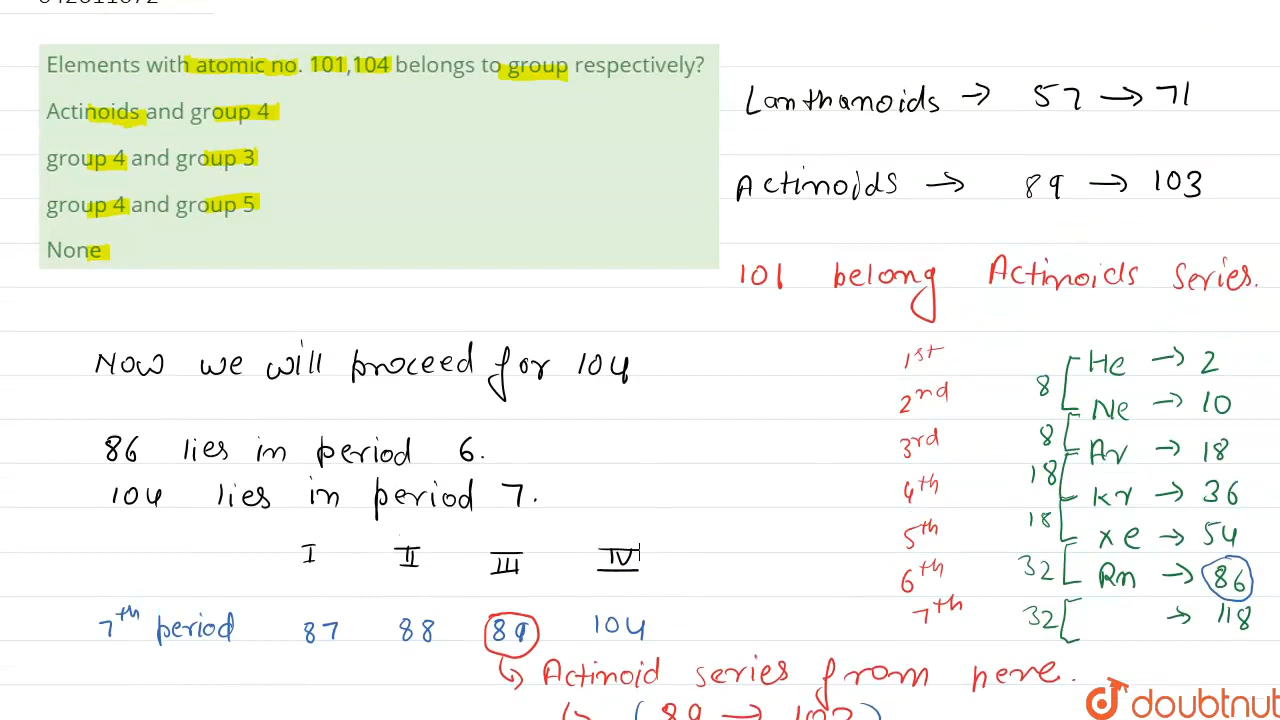 Elements with atomic no. 101,104 belongs to group respectively?
Actinoids and group 4
group 4 and group 3
group 4 and group 5
None
Lanthanoids → 57 → 71
Actinoids → 89 → 103
101 belong Actinoids series.
Now we will proceed for 104
86 lies in period 6.
104 lies in period 7.
I II III IV
7th period 87 88 89 104
Actinoid series from here.
(89 → 103)
1st He → 2
2nd 8 Ne → 10
3rd 8 Ar → 18
4th 18 Kr → 36
5th 18 Xe → 54
6th 32 Rn → 86
7th 32 → 118
doubtnut